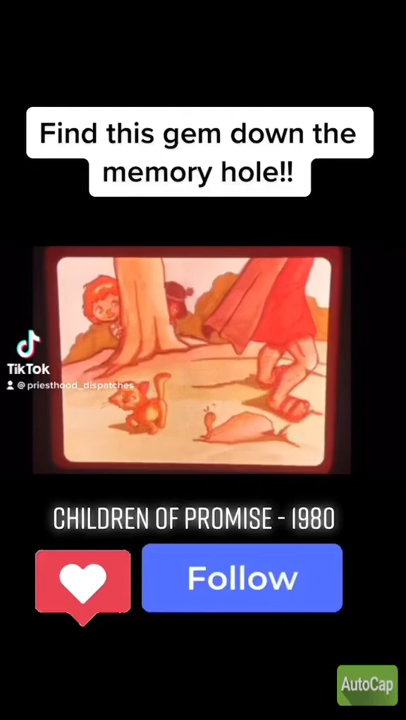 Find this gem down the
memory hole!!
TikTok
@priesthood_dispatches
CHILDREN OF PROMISE - 1980
Follow
AutoCap